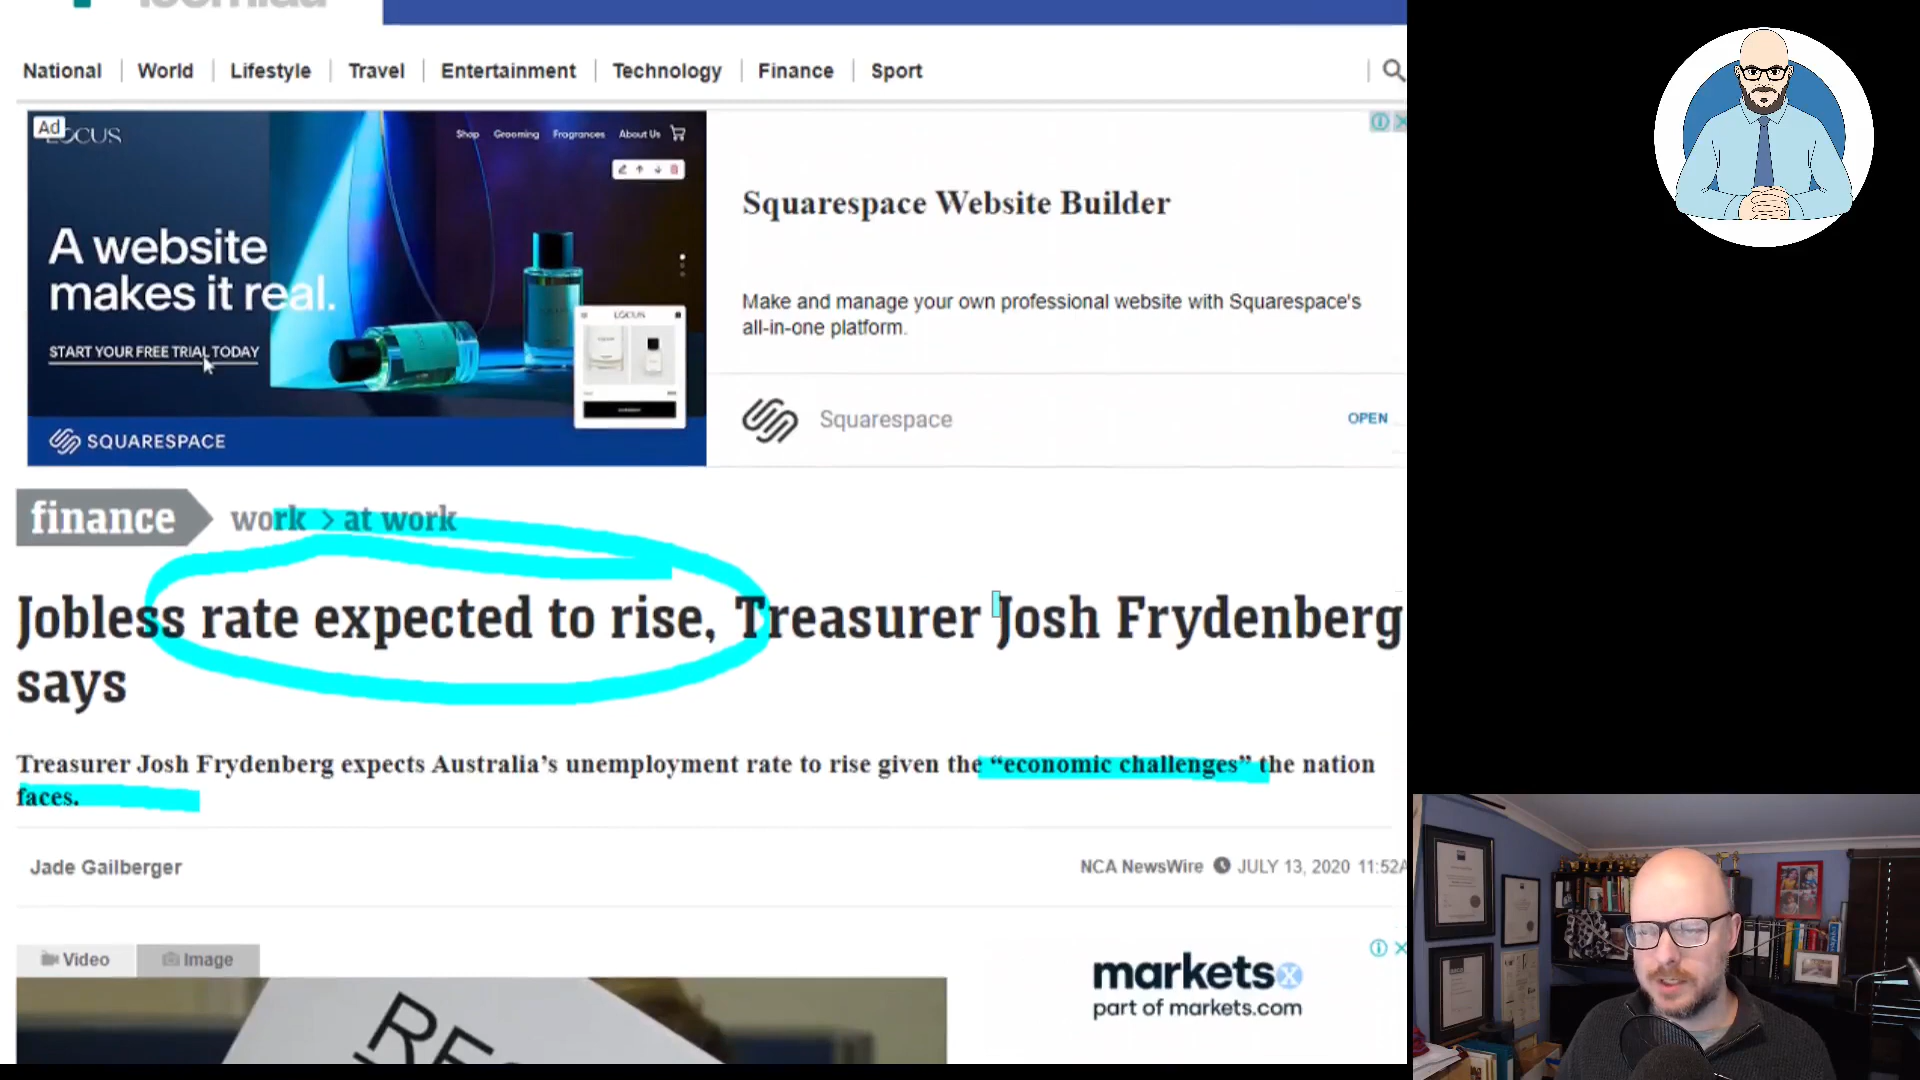 National World Lifestyle Travel Entertainment Technology Finance Sport
Ad
LOCUS
Shop Grooming Fragrances About Us
A website
makes it real.
START YOUR FREE TRIAL TODAY
LOCUS
SQUARESPACE
Squarespace Website Builder
Make and manage your own professional website with Squarespace's
all-in-one platform.
Squarespace
OPEN
finance work > at work
Jobless rate expected to rise, Treasurer Josh Frydenberg
says
Treasurer Josh Frydenberg expects Australia’s unemployment rate to rise given the “economic challenges” the nation
faces.
Jade Gailberger
NCA NewsWire JULY 13, 2020 11:52A
Video Image
markets x
part of markets.com